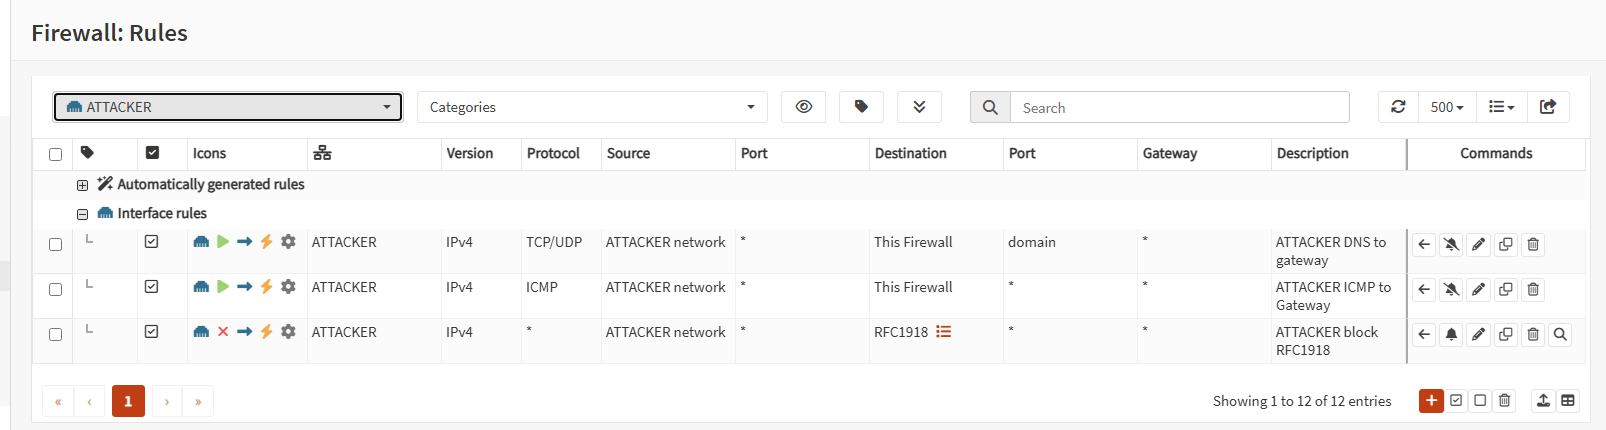 Firewall: Rules
ATTACKER
Categories
Search
500
Icons Version Protocol Source Port Destination Port Gateway Description Commands
Automatically generated rules
Interface rules
ATTACKER IPv4 TCP/UDP ATTACKER network * This Firewall domain * ATTACKER DNS to
gateway
ATTACKER IPv4 ICMP ATTACKER network * This Firewall * * ATTACKER ICMP to
Gateway
ATTACKER IPv4 * ATTACKER network * RFC1918 * * ATTACKER block
RFC1918
« ‹ 1 › » Showing 1 to 12 of 12 entries